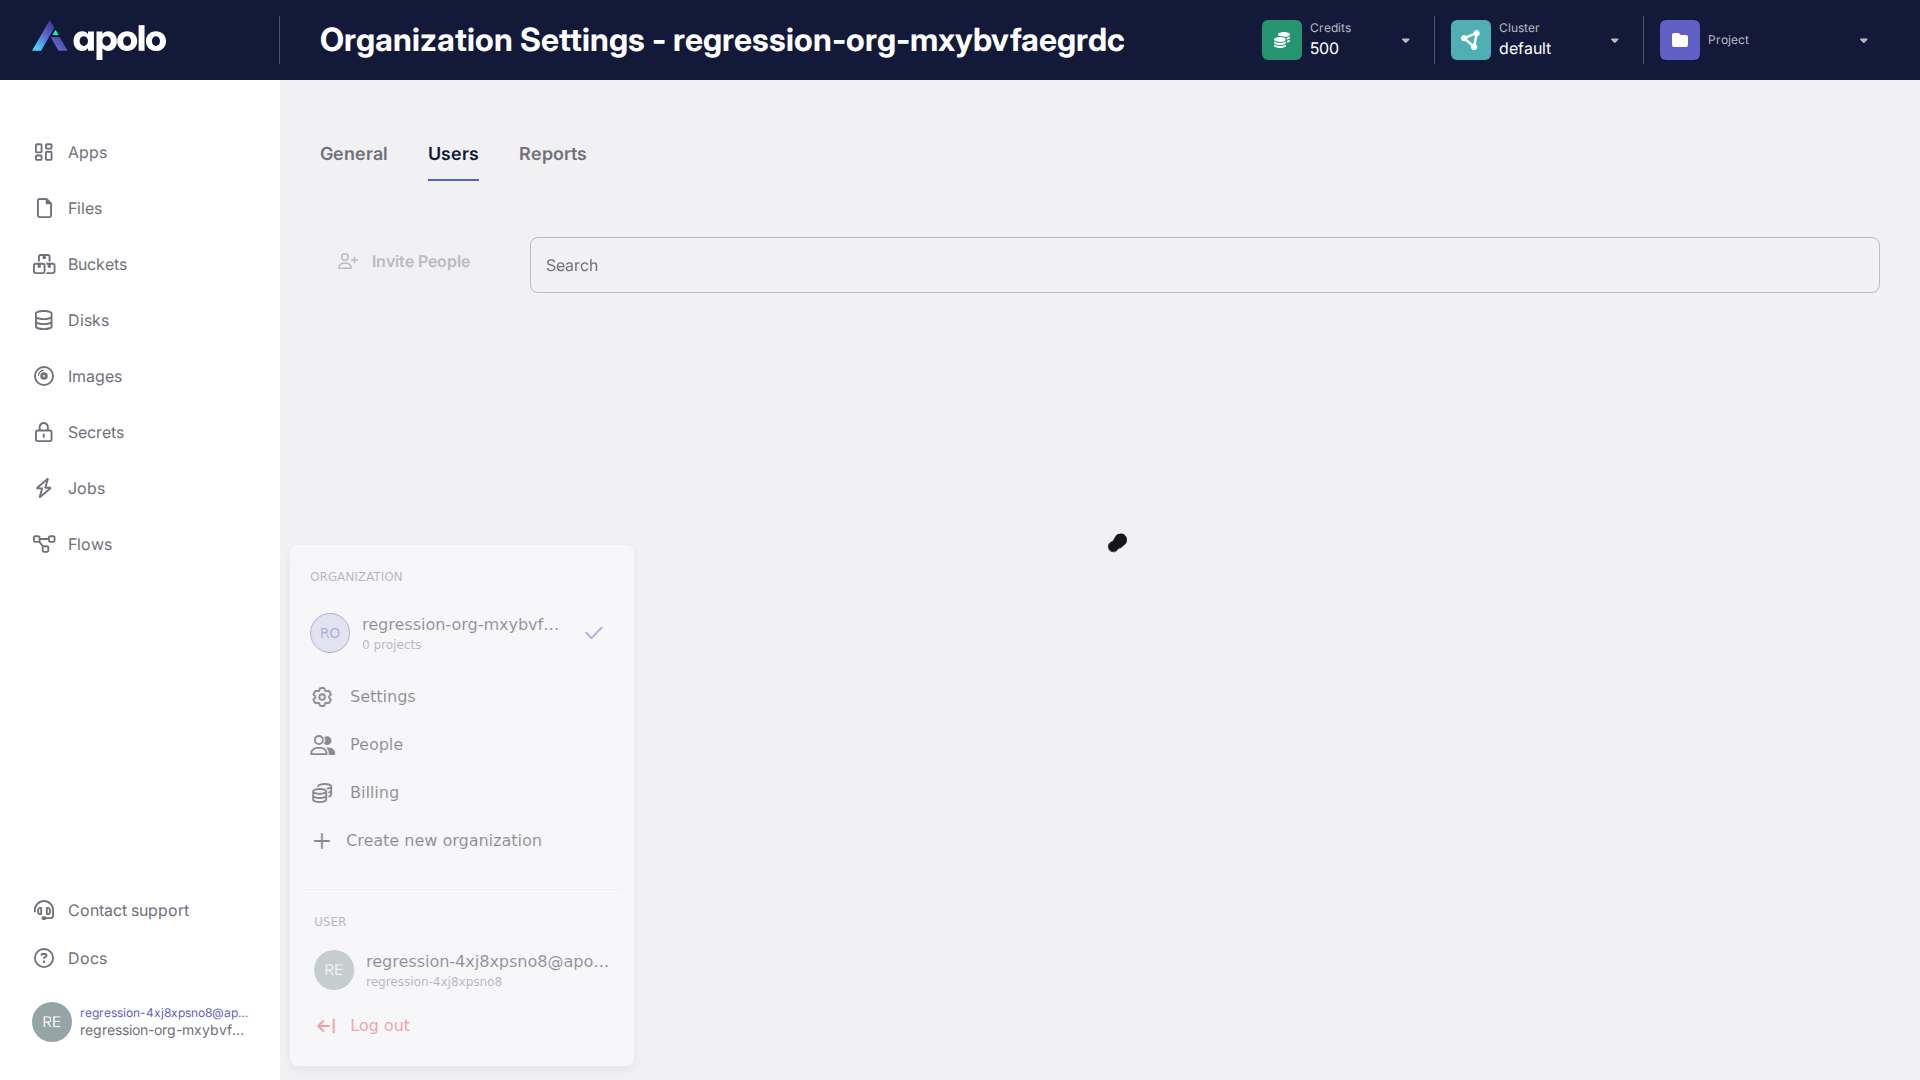 apolo
Organization Settings - regression-org-mxybvfaegrdc
Credits
500
Cluster
default
Project
Apps
Files
Buckets
Disks
Images
Secrets
Jobs
Flows
Contact support
Docs
RE
regression-4xj8xpsno8@ap...
regression-org-mxybvf...
General
Users
Reports
Invite People
Search
ORGANIZATION
RO
regression-org-mxybvf...
0 projects
Settings
People
Billing
Create new organization
USER
RE
regression-4xj8xpsno8@apo...
regression-4xj8xpsno8
Log out